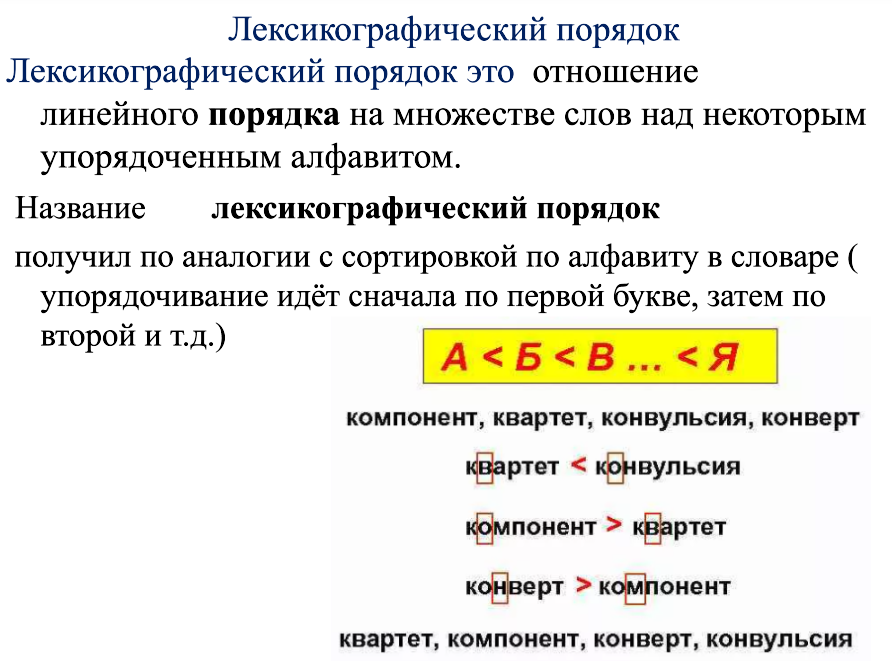 Лексикографический порядок
Лексикографический порядок это отношение
линейного порядка на множестве слов над некоторым
упорядоченным алфавитом.
Название лексикографический порядок
получил по аналогии с сортировкой по алфавиту в словаре (
упорядочивание идёт сначала по первой букве, затем по
второй и т.д.)
А < Б < В ... < Я
компонент, квартет, конвульсия, конверт
квартет < конвульсия
компонент > квартет
конверт > компонент
квартет, компонент, конверт, конвульсия